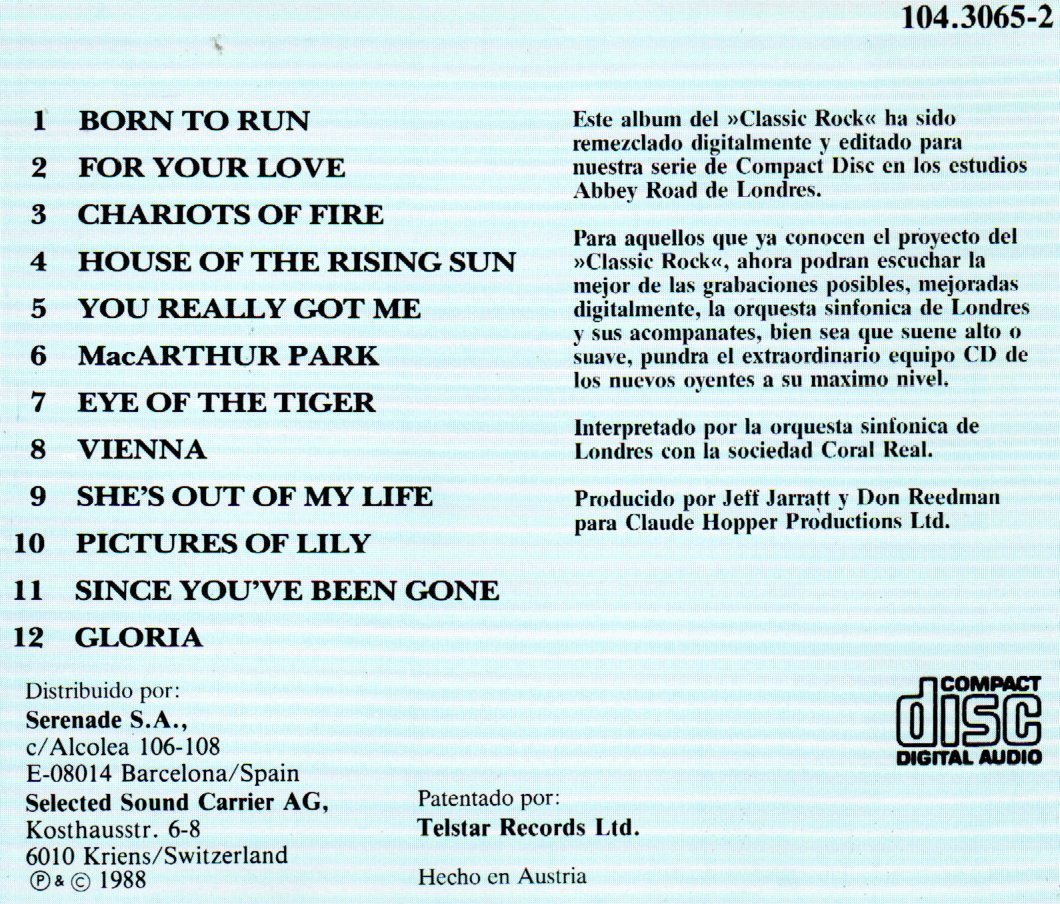 104.3065-2
1 BORN TO RUN
2 FOR YOUR LOVE
3 CHARIOTS OF FIRE
4 HOUSE OF THE RISING SUN
5 YOU REALLY GOT ME
6 MacARTHUR PARK
7 EYE OF THE TIGER
8 VIENNA
9 SHE'S OUT OF MY LIFE
10 PICTURES OF LILY
11 SINCE YOU'VE BEEN GONE
12 GLORIA
Este album del »Classic Rock« ha sido
remezclado digitalmente y editado para
nuestra serie de Compact Disc en los estudios
Abbey Road de Londres.
Para aquellos que ya conocen el proyecto del
»Classic Rock«, ahora podran escuchar la
mejor de las grabaciones posibles, mejoradas
digitalmente, la orquesta sinfonica de Londres
y sus acompanates, bien sea que suene alto o
suave, pundra el extraordinario equipo CD de
los nuevos oyentes a su maximo nivel.
Interpretado por la orquesta sinfonica de
Londres con la sociedad Coral Real.
Producido por Jeff Jarratt y Don Reedman
para Claude Hopper Productions Ltd.
Distribuido por:
Serenade S.A.,
c/Alcolea 106-108
E-08014 Barcelona/Spain
Selected Sound Carrier AG,
Kosthausstr. 6-8
6010 Kriens/Switzerland
Ⓟ & © 1988
Patentado por:
Telstar Records Ltd.
Hecho en Austria
COMPACT
disc
DIGITAL AUDIO